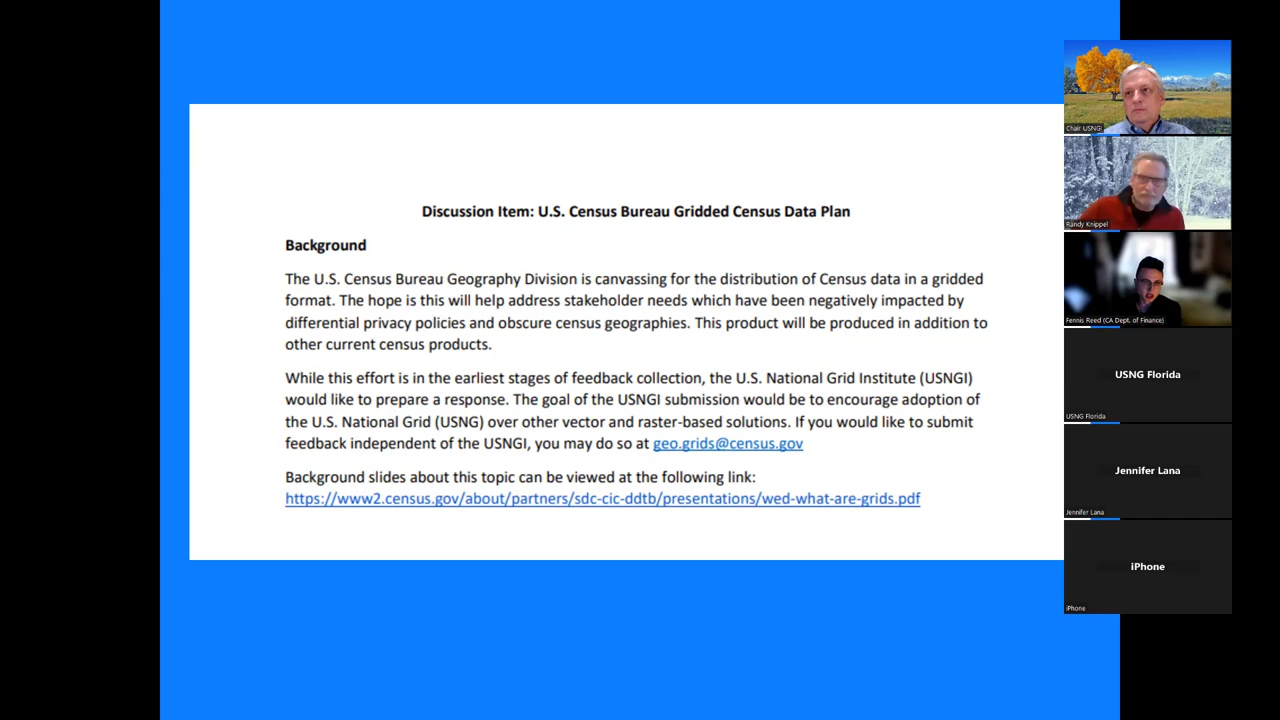 Discussion Item: U.S. Census Bureau Gridded Census Data Plan
Background
The U.S. Census Bureau Geography Division is canvassing for the distribution of Census data in a gridded
format. The hope is this will help address stakeholder needs which have been negatively impacted by
differential privacy policies and obscure census geographies. This product will be produced in addition to
other current census products.
While this effort is in the earliest stages of feedback collection, the U.S. National Grid Institute (USNGI)
would like to prepare a response. The goal of the USNGI submission would be to encourage adoption of
the U.S. National Grid (USNG) over other vector and raster-based solutions. If you would like to submit
feedback independent of the USNGI, you may do so at geo.grids@census.gov
Background slides about this topic can be viewed at the following link:
https://www2.census.gov/about/partners/sdc-cic-ddtb/presentations/wed-what-are-grids.pdf
Chair USNGI
Randy Knippel
Fennis Reed (CA Dept. of Finance)
USNG Florida
USNG Florida
Jennifer Lana
Jennifer Lana
iPhone
iPhone